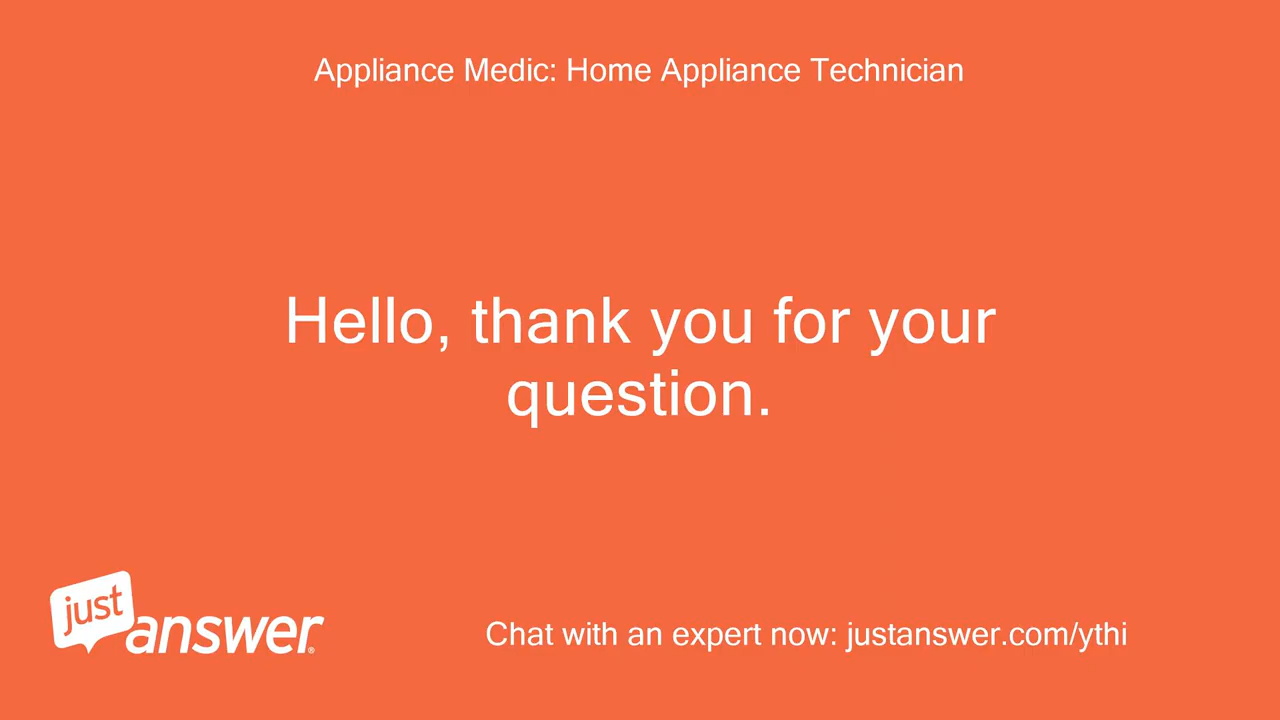 Appliance Medic: Home Appliance Technician
Hello, thank you for your
question.
just
answer®
Chat with an expert now: justanswer.com/ythi